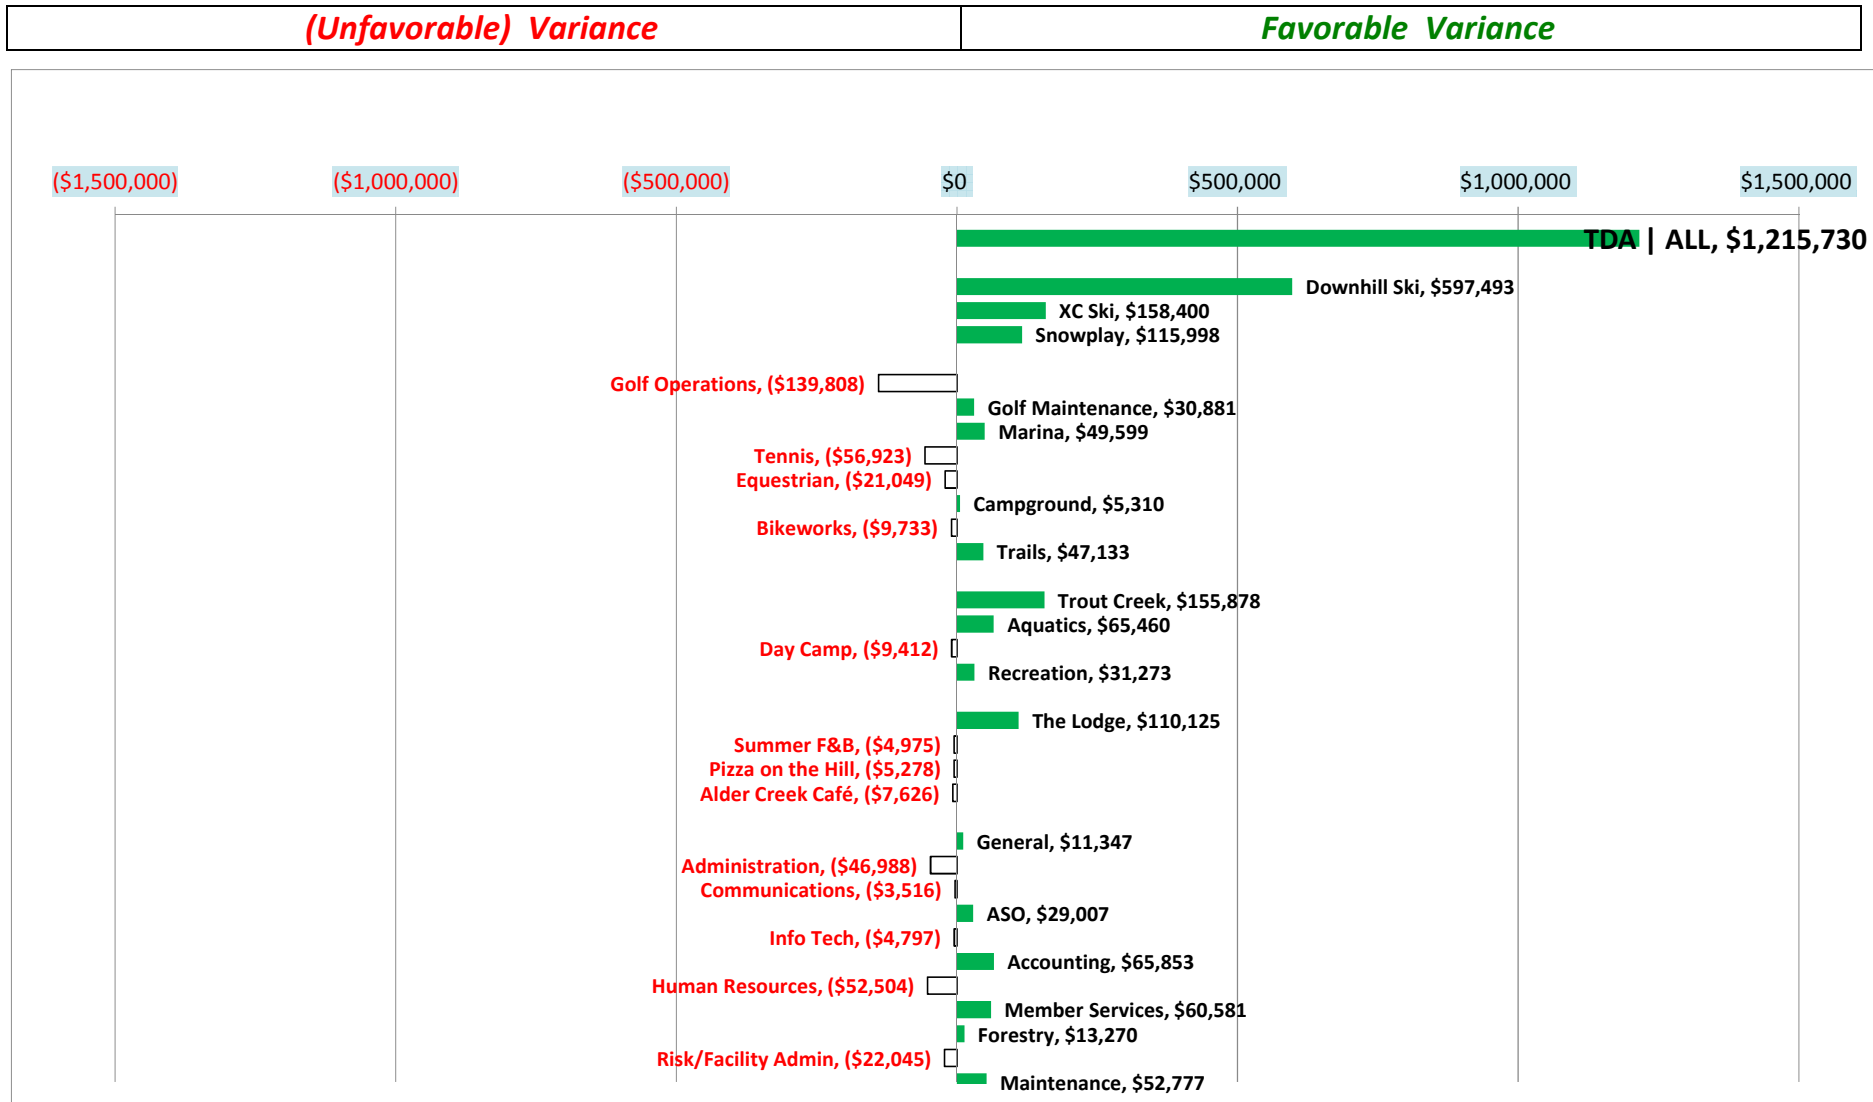 (Unfavorable) Variance Favorable Variance
($1,500,000) ($1,000,000) ($500,000) $0 $500,000 $1,000,000 $1,500,000
TDA | ALL, $1,215,730
Downhill Ski, $597,493
XC Ski, $158,400
Snowplay, $115,998
Golf Operations, ($139,808)
Golf Maintenance, $30,881
Marina, $49,599
Tennis, ($56,923)
Equestrian, ($21,049)
Campground, $5,310
Bikeworks, ($9,733)
Trails, $47,133
Trout Creek, $155,878
Aquatics, $65,460
Day Camp, ($9,412)
Recreation, $31,273
The Lodge, $110,125
Summer F&B, ($4,975)
Pizza on the Hill, ($5,278)
Alder Creek Café, ($7,626)
General, $11,347
Administration, ($46,988)
Communications, ($3,516)
ASO, $29,007
Info Tech, ($4,797)
Accounting, $65,853
Human Resources, ($52,504)
Member Services, $60,581
Forestry, $13,270
Risk/Facility Admin, ($22,045)
Maintenance, $52,777